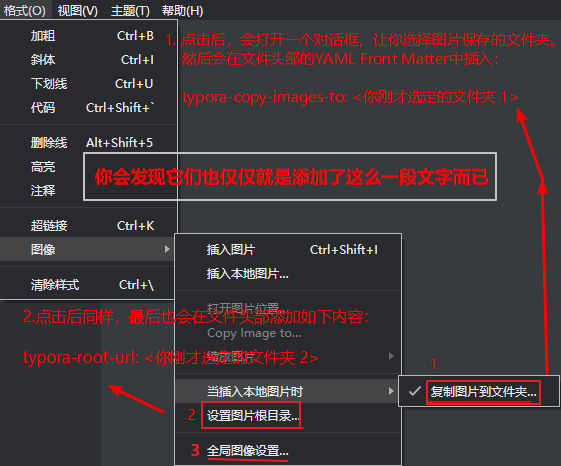 格式(O) 视图(V) 主题(T) 帮助(H)
加粗 Ctrl+B
斜体 Ctrl+I
下划线 Ctrl+U
代码 Ctrl+Shift+`
删除线 Alt+Shift+5
高亮
注释
超链接 Ctrl+K
图像
清除样式 Ctrl+\
1. 点击后，会打开一个对话框，让你选择图片保存的文件夹。
然后会在文件头部的YAML Front Matter中插入：
typora-copy-images-to: <你刚才选定的文件夹 1>
你会发现它们也仅仅就是添加了这么一段文字而已
插入图片 Ctrl+Shift+I
插入本地图片...
打开图片位置...
Copy Image to...
缩放图片
当插入本地图片时
设置图片根目录...
全局图像设置...
1
复制图片到文件夹...
2
3
2.点击后同样，最后也会在文件头部添加如下内容：
typora-root-url: <你刚才选定的文件夹 2>